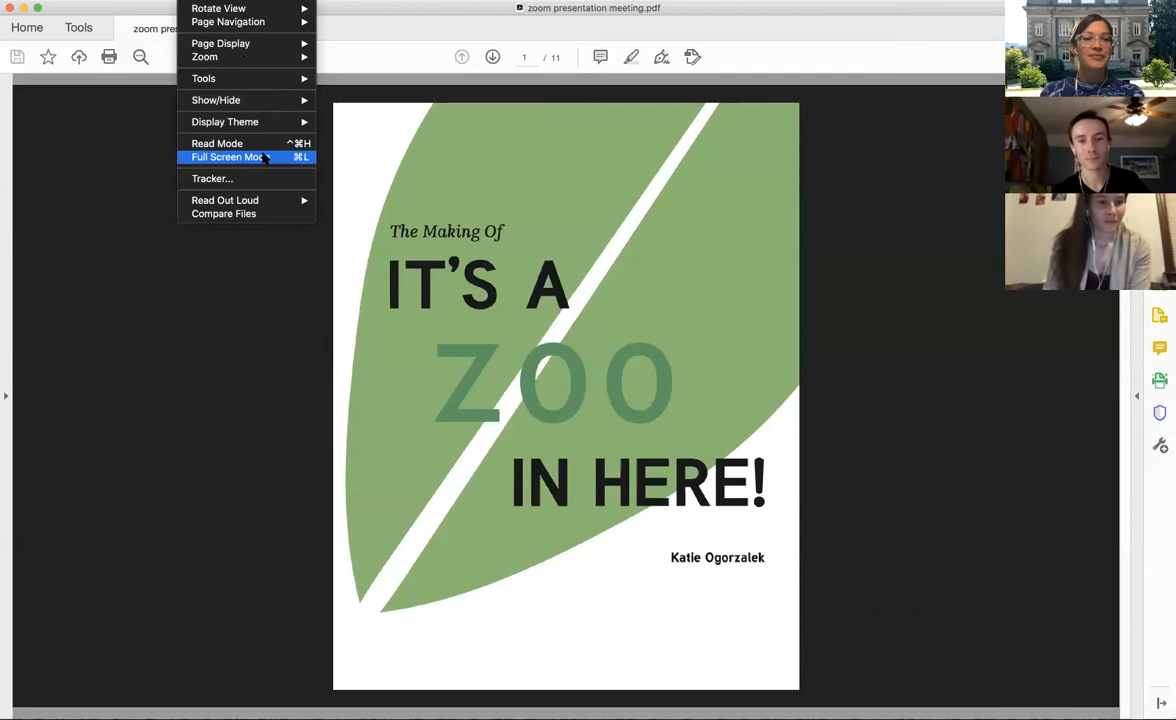 zoom presentation meeting.pdf
Home
Tools
zoom pres
1 / 11
Rotate View
Page Navigation
Page Display
Zoom
Tools
Show/Hide
Display Theme
Read Mode ^⌘H
Full Screen Mode ⌘L
Tracker...
Read Out Loud
Compare Files
The Making Of
IT'S A
ZOO
IN HERE!
Katie Ogorzalek